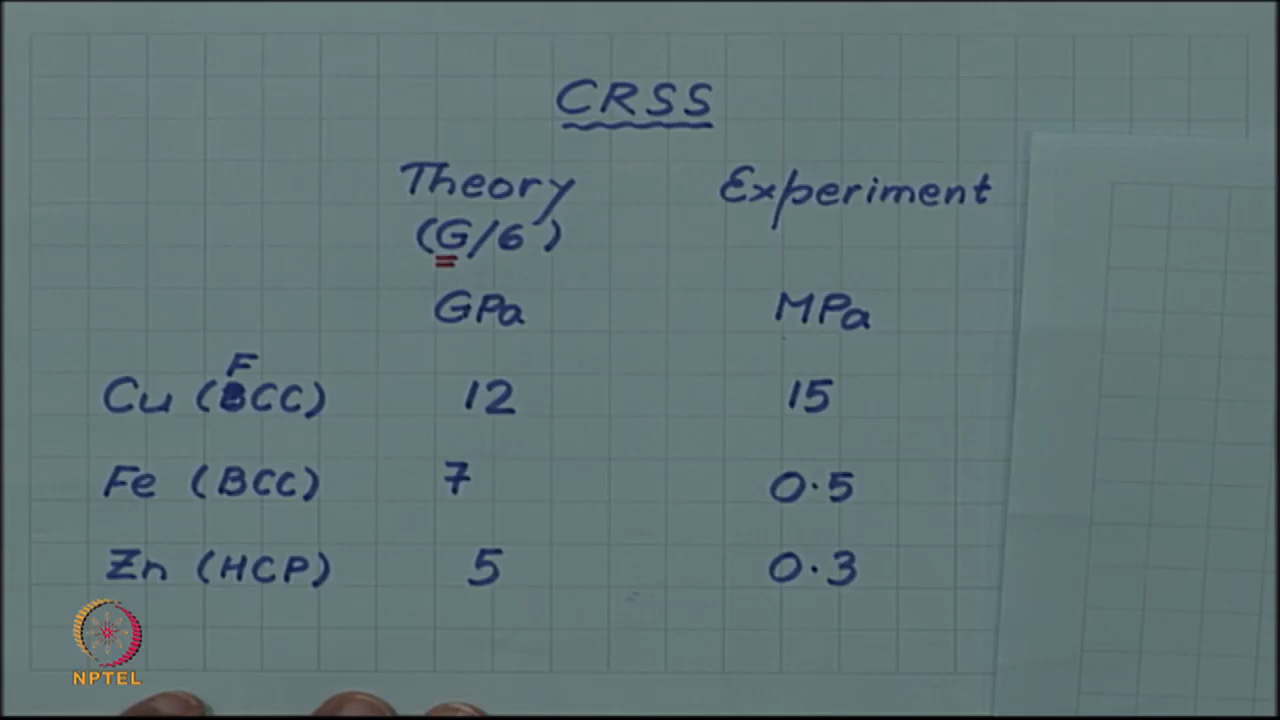 CRSS
Theory Experiment
(G/6)
GPa MPa
F
Cu (BCC) 12 15
Fe (BCC) 7 0.5
Zn (HCP) 5 0.3
NPTEL